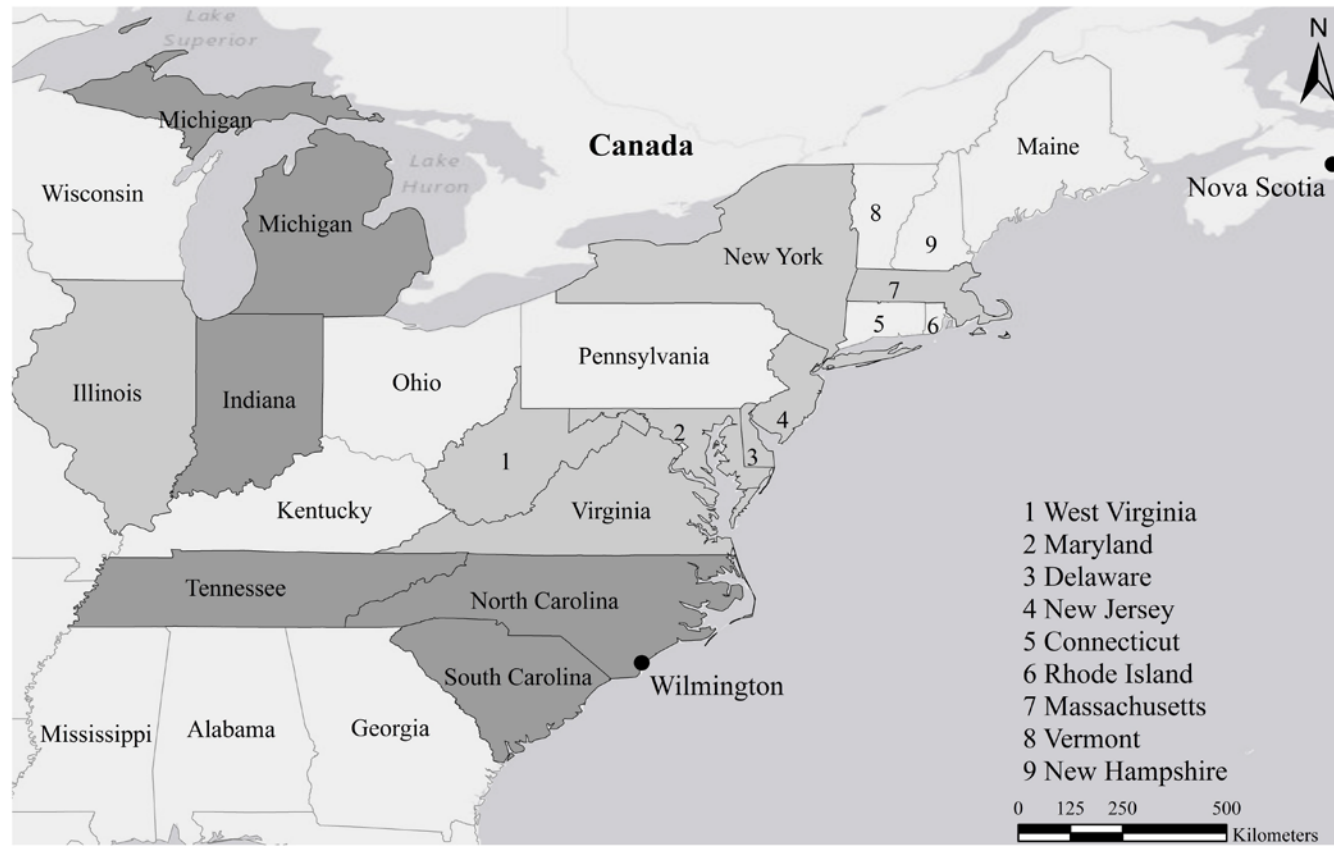 Lake
Superior
N
Michigan
Canada
Maine
Lake
Huron
Nova Scotia
Wisconsin
Michigan
8
9
New York
7
5
6
Pennsylvania
Ohio
Illinois
Indiana
4
2
3
1
Kentucky
Virginia
Tennessee
North Carolina
South Carolina
Wilmington
Mississippi
Alabama
Georgia
1 West Virginia
2 Maryland
3 Delaware
4 New Jersey
5 Connecticut
6 Rhode Island
7 Massachusetts
8 Vermont
9 New Hampshire
0 125 250 500
Kilometers